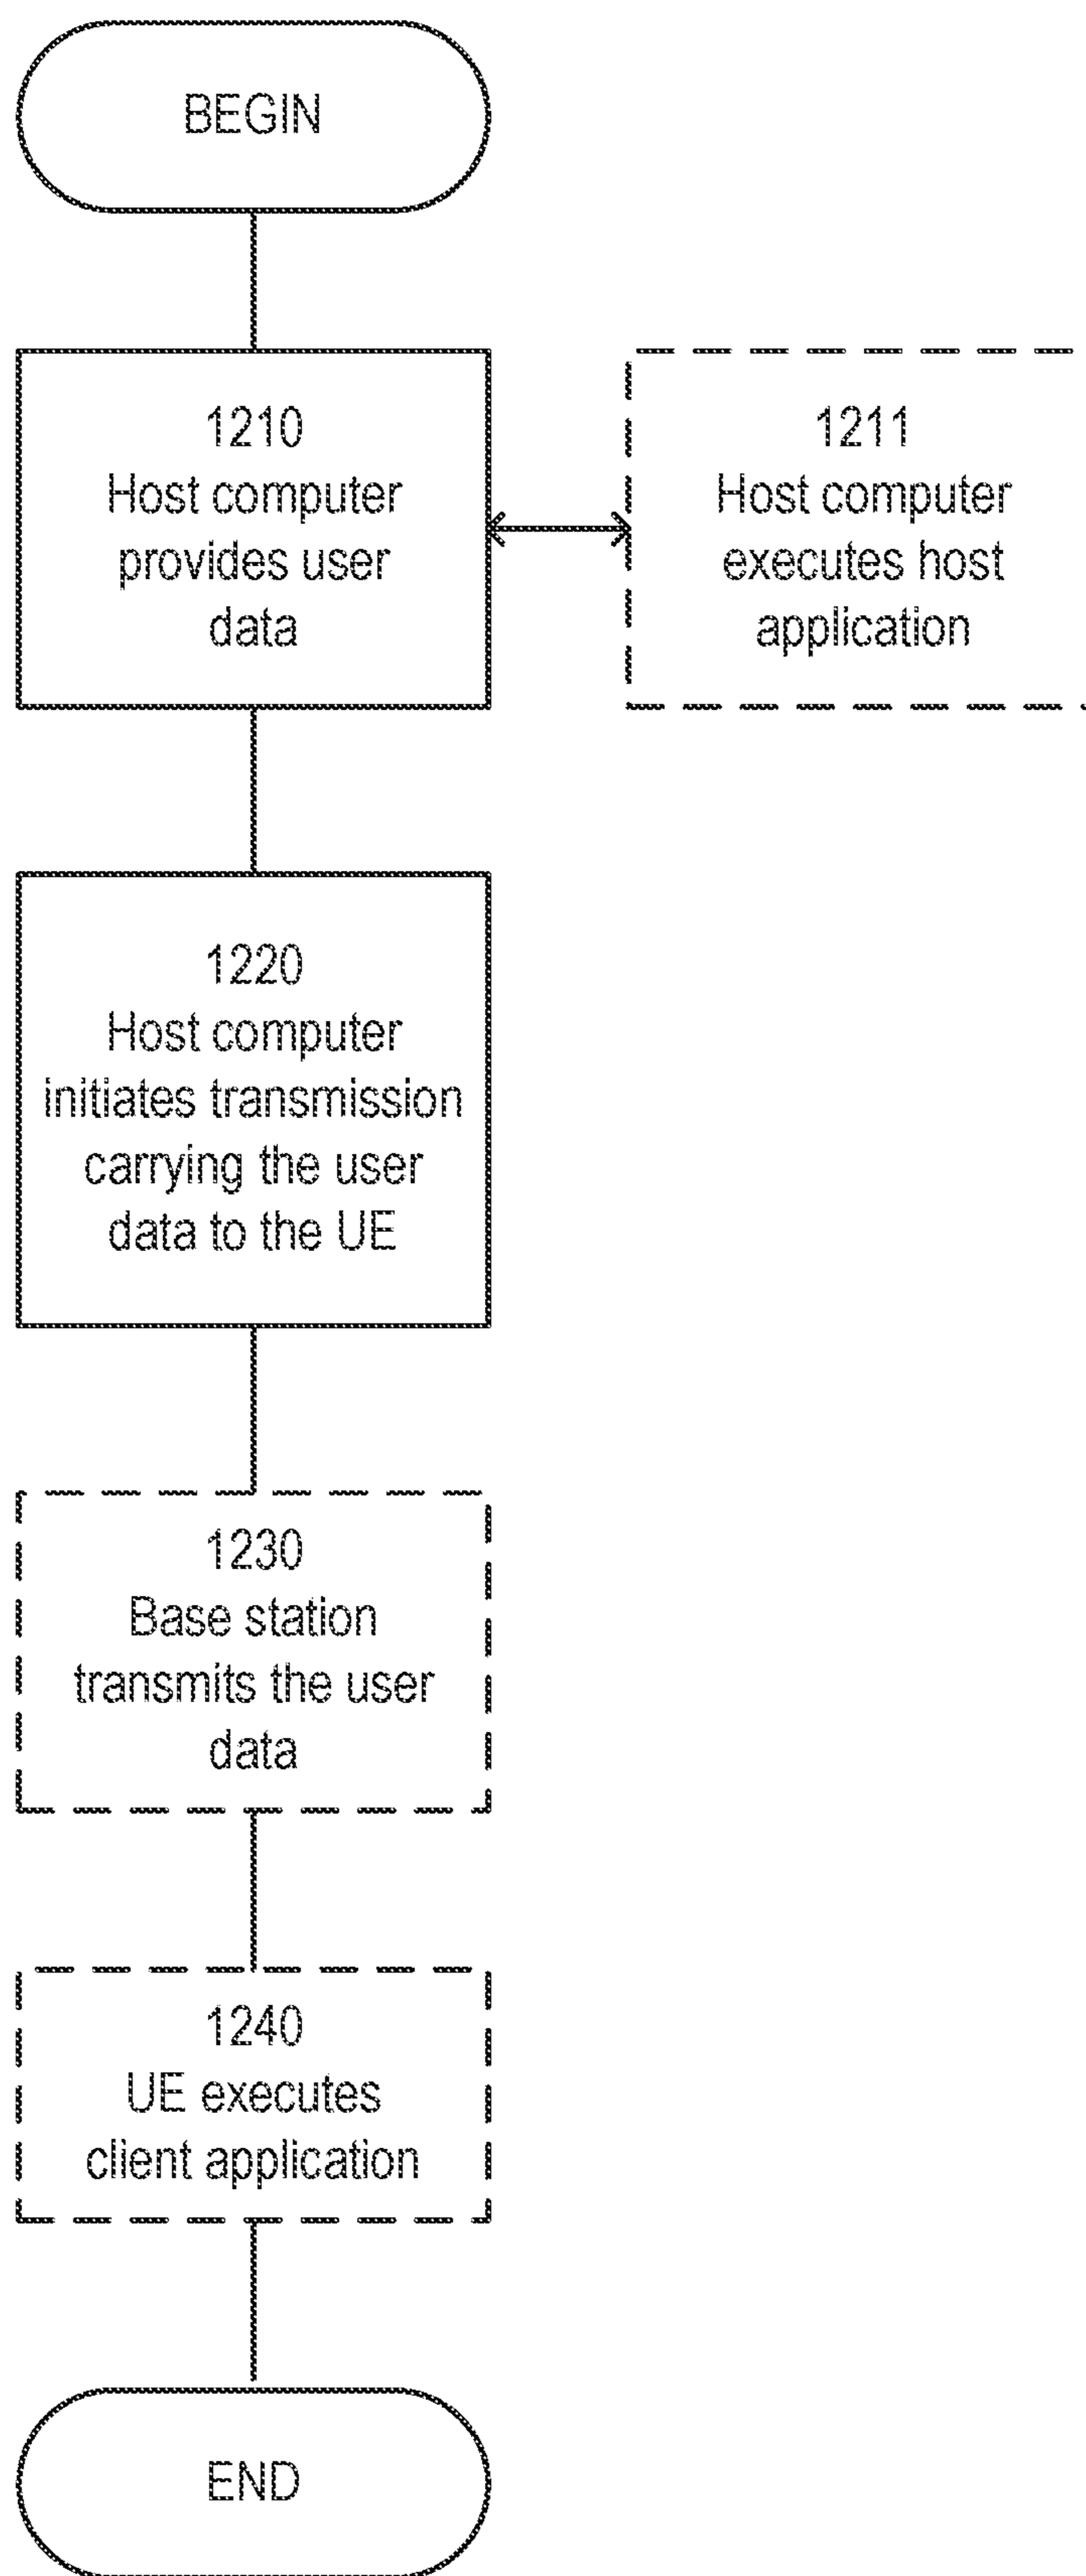 BEGIN
1210
Host computer
provides user
data
1211
Host computer
executes host
application
1220
Host computer
initiates transmission
carrying the user
data to the UE
1230
Base station
transmits the user
data
1240
UE executes
client application
END